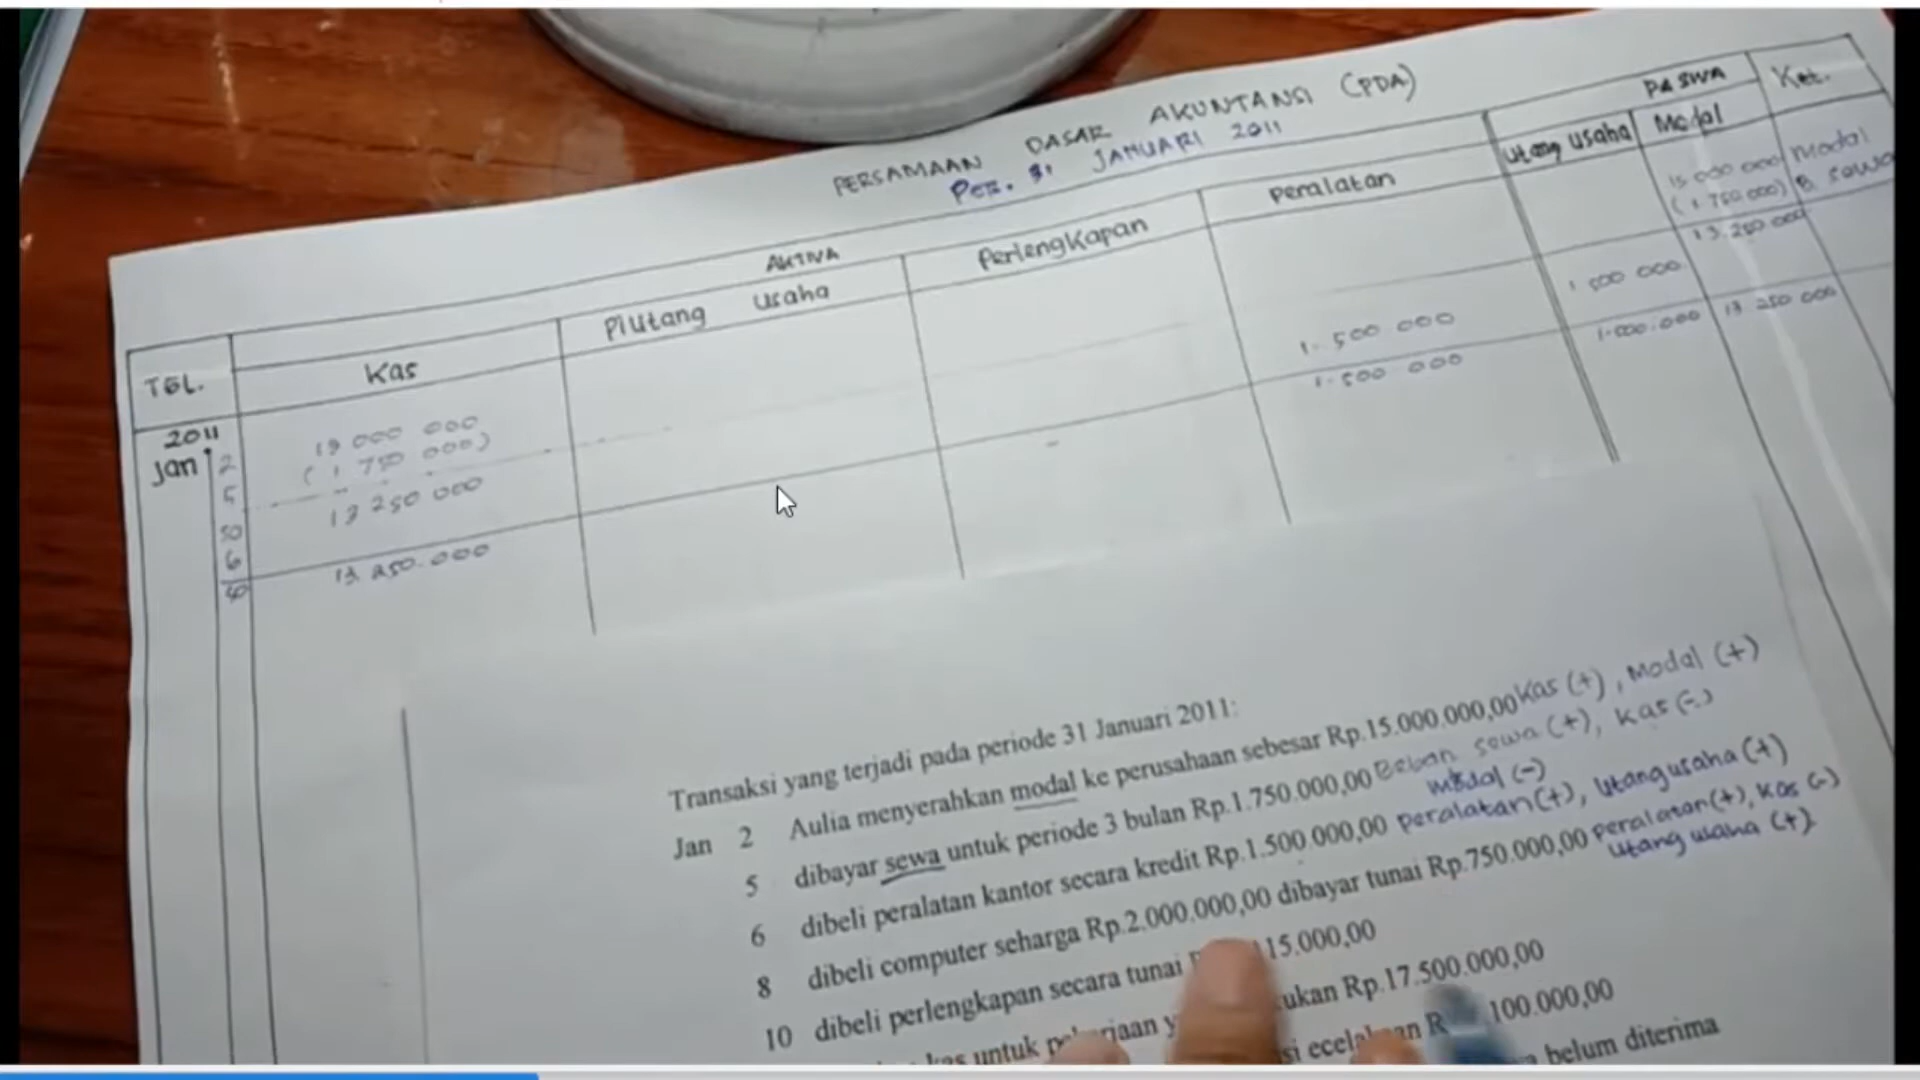 PERSAMAAN DASAR AKUNTANSI (PDA)
PER. 31 JANUARI 2011
TGL. AKTIVA PASIVA Ket.
Kas Piutang Usaha Perlengkapan Peralatan Utang Usaha Modal
2011
Jan 2 15 000 000 15 000 000 Modal
5 (1 750 000) (1 750 000) B sewa
SD 13 250 000 13.250 000
6 1. 500 000 1 500 000
SD 13 250.000 - 1.500 000 1.500.000 13 250 000
Transaksi yang terjadi pada periode 31 Januari 2011:
Jan 2 Aulia menyerahkan modal ke perusahaan sebesar Rp.15.000.000,00 Kas (+), Modal (+)
5 dibayar sewa untuk periode 3 bulan Rp.1.750.000,00 Beban sewa (+), Kas (-)
Modal (-)
6 dibeli peralatan kantor secara kredit Rp.1.500 000,00 peralatan (+), Utang usaha (+)
8 dibeli computer seharga Rp.2.000.000,00 dibayar tunai Rp.750.000,00 peralatan (+), Kas (-)
Utang usaha (+)
10 dibeli perlengkapan secara tunai 115.000,00
kas untuk Rp.17.500.000,00
100.000,00
belum diterima